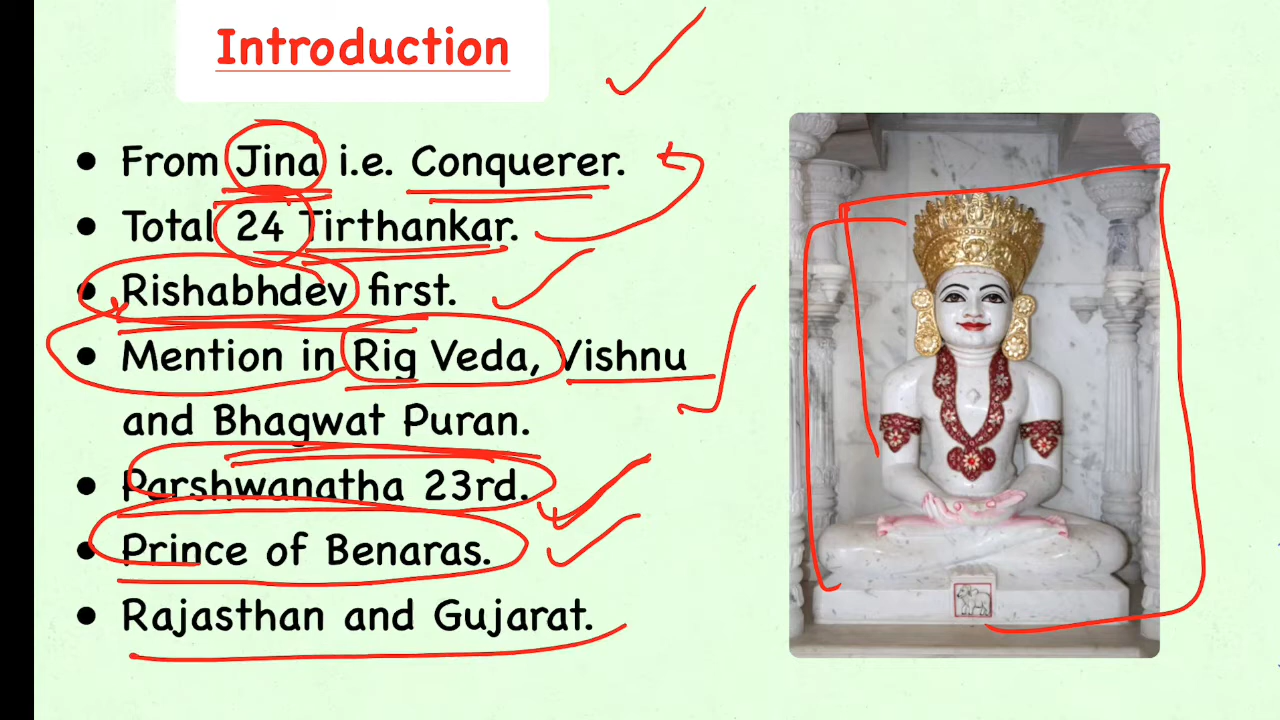 Introduction
• From Jina i.e. Conquerer.
• Total 24 Tirthankar.
• Rishabhdev first.
• Mention in Rig Veda, Vishnu
and Bhagwat Puran.
• Parshwanatha 23rd.
• Prince of Benaras.
• Rajasthan and Gujarat.